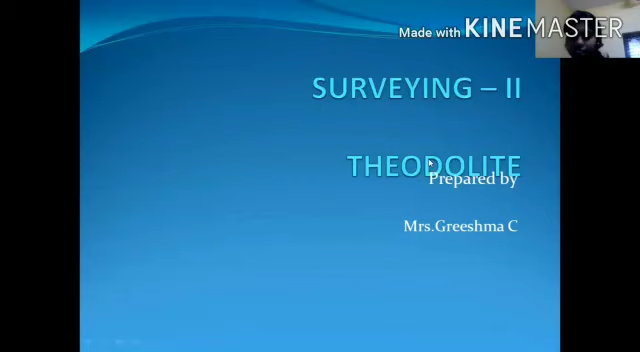 Made with KINEMASTER
SURVEYING – II
THEODOLITE
Prepared by
Mrs.Greeshma C